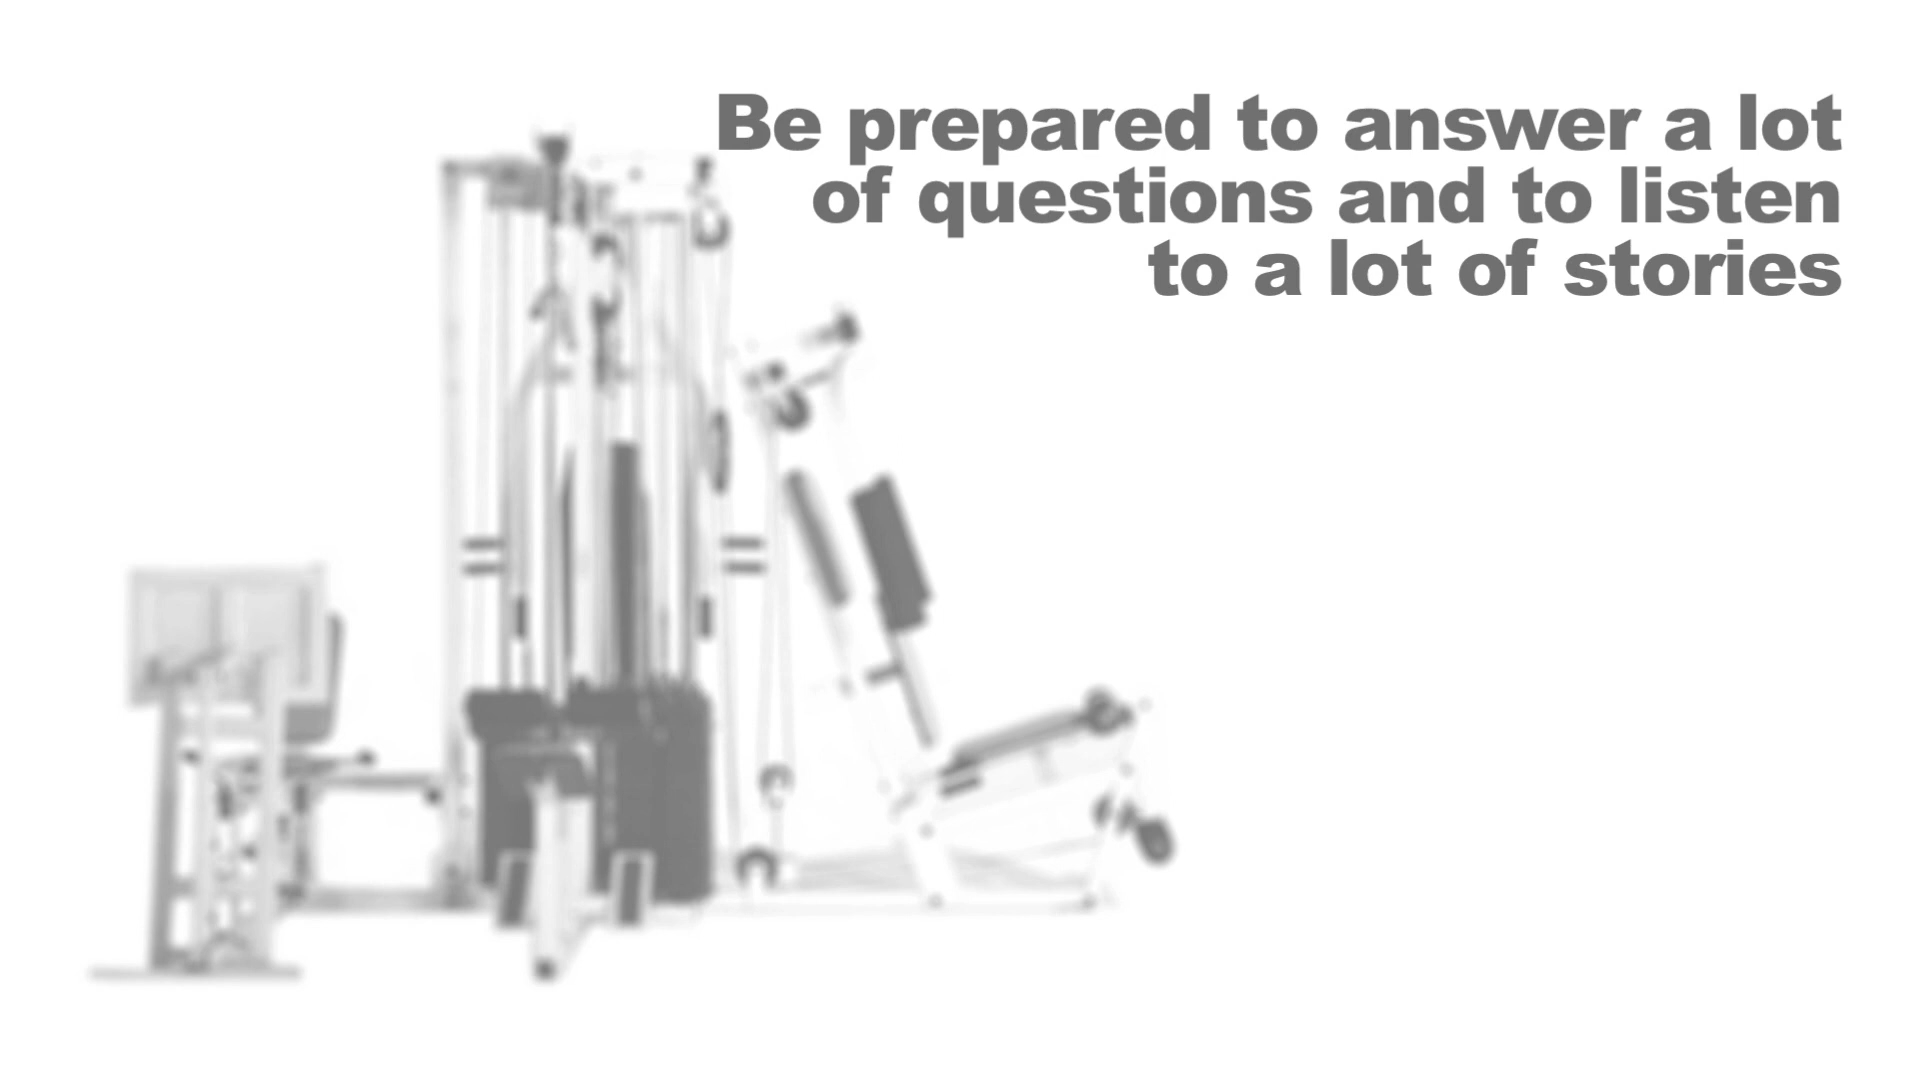 Be prepared to answer a lot
of questions and to listen
to a lot of stories